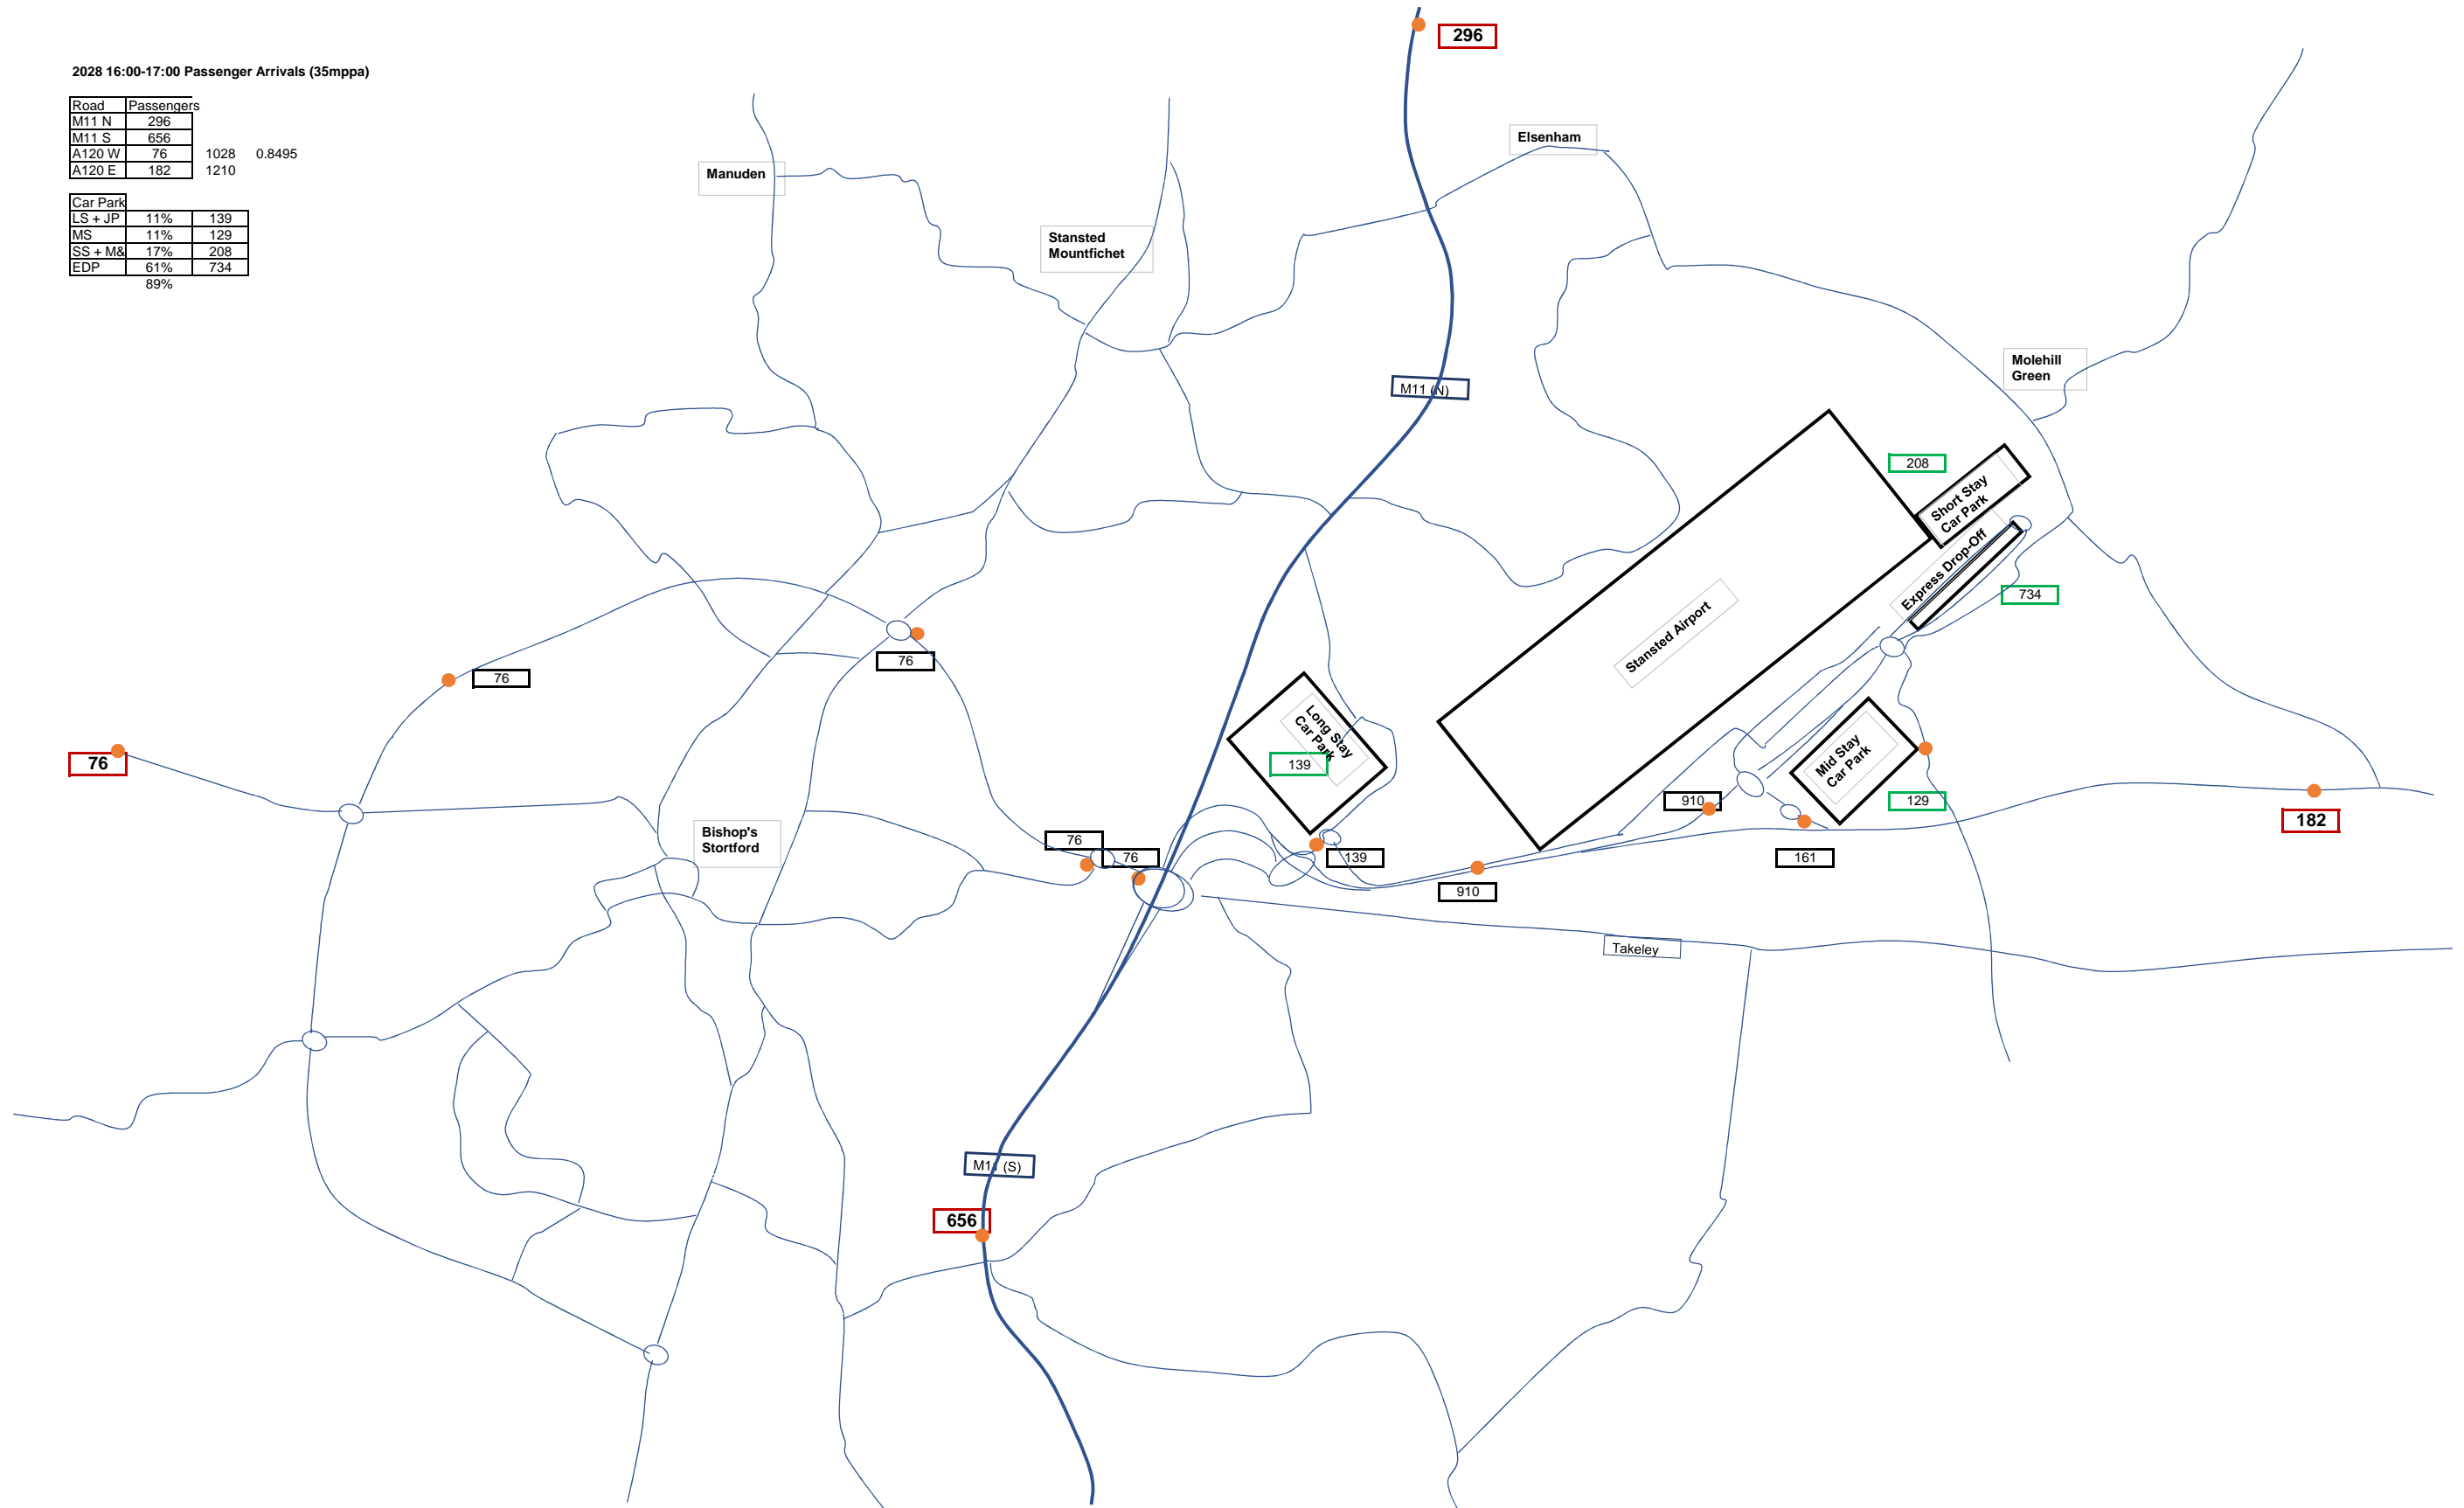 296
2028 16:00-17:00 Passenger Arrivals (35mppa)
Road Passengers
M11 N 296
M11 S 656
A120 W 76 1028 0.8495
A120 E 182 1210
Car Park
LS + JP 11% 139
MS 11% 129
SS + M& 17% 208
EDP 61% 734
89%
Elsenham
Manuden
Stansted
Mountfichet
Molehill
Green
M11 (N)
208
Short Stay
Car Park
Express Drop-Off
734
Stansted Airport
76
76
Long Stay
Car Park
139
Mid Stay
Car Park
76
910
129
182
Bishop's
Stortford
76
76
139
161
910
Takeley
M11 (S)
656